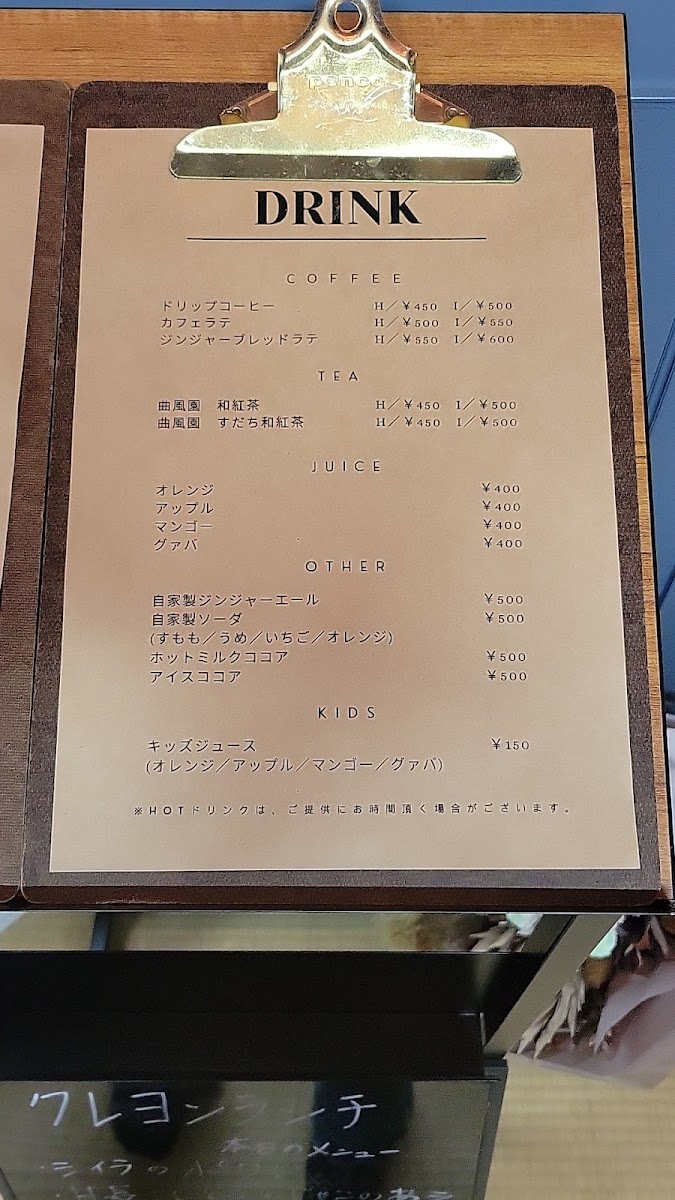 penco
DRINK
COFFEE
ドリップコーヒー H／￥450 I／￥500
カフェラテ H／￥500 I／￥550
ジンジャーブレッドラテ H／￥550 I／￥600
TEA
曲風園 和紅茶 H／￥450 I／￥500
曲風園 すだち和紅茶 H／￥450 I／￥500
JUICE
オレンジ ￥400
アップル ￥400
マンゴー ￥400
グァバ ￥400
OTHER
自家製ジンジャーエール ￥500
自家製ソーダ ￥500
(すもも／うめ／いちご／オレンジ)
ホットミルクココア ￥500
アイスココア ￥500
KIDS
キッズジュース ￥150
(オレンジ／アップル／マンゴー／グァバ)
※HOTドリンクは、ご提供にお時間頂く場合がございます。
クレヨンランチ
本日のメニュー
・シイラの